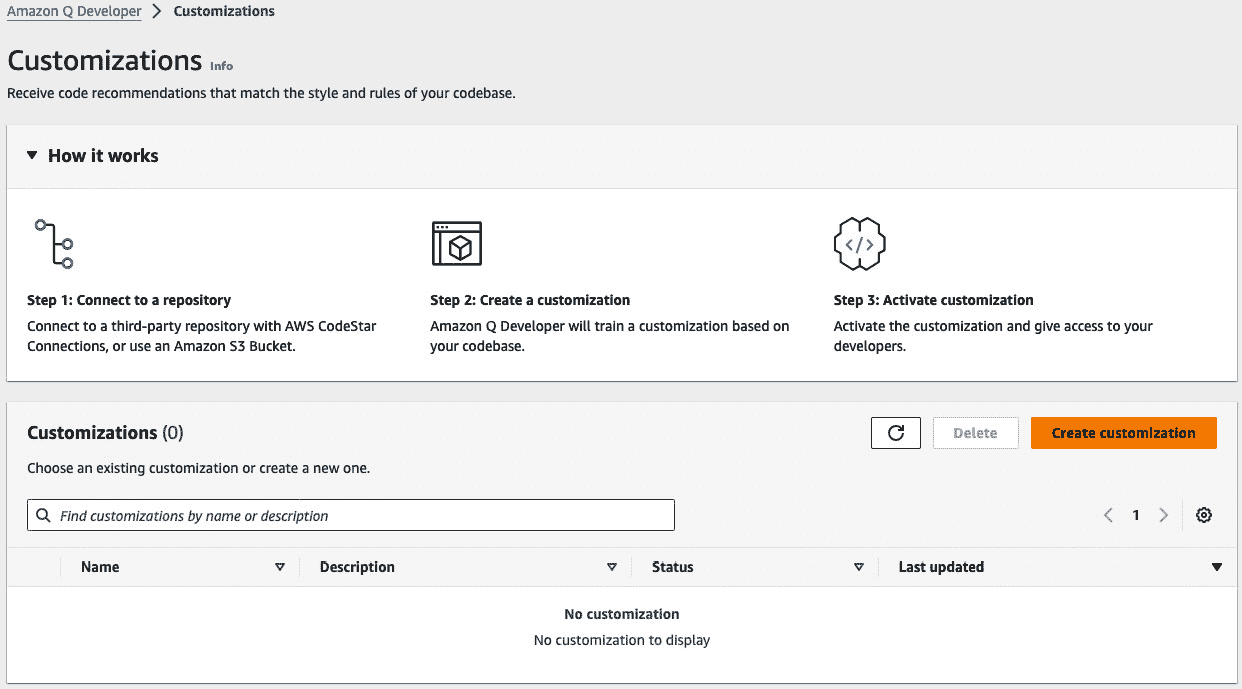 Amazon Q Developer > Customizations
Customizations Info
Receive code recommendations that match the style and rules of your codebase.
▼ How it works
</>
Step 1: Connect to a repository
Connect to a third-party repository with AWS CodeStar
Connections, or use an Amazon S3 Bucket.
Step 2: Create a customization
Amazon Q Developer will train a customization based on
your codebase.
Step 3: Activate customization
Activate the customization and give access to your
developers.
Customizations (0)
Delete
Create customization
Choose an existing customization or create a new one.
Find customizations by name or description
1
Name Description Status Last updated
No customization
No customization to display